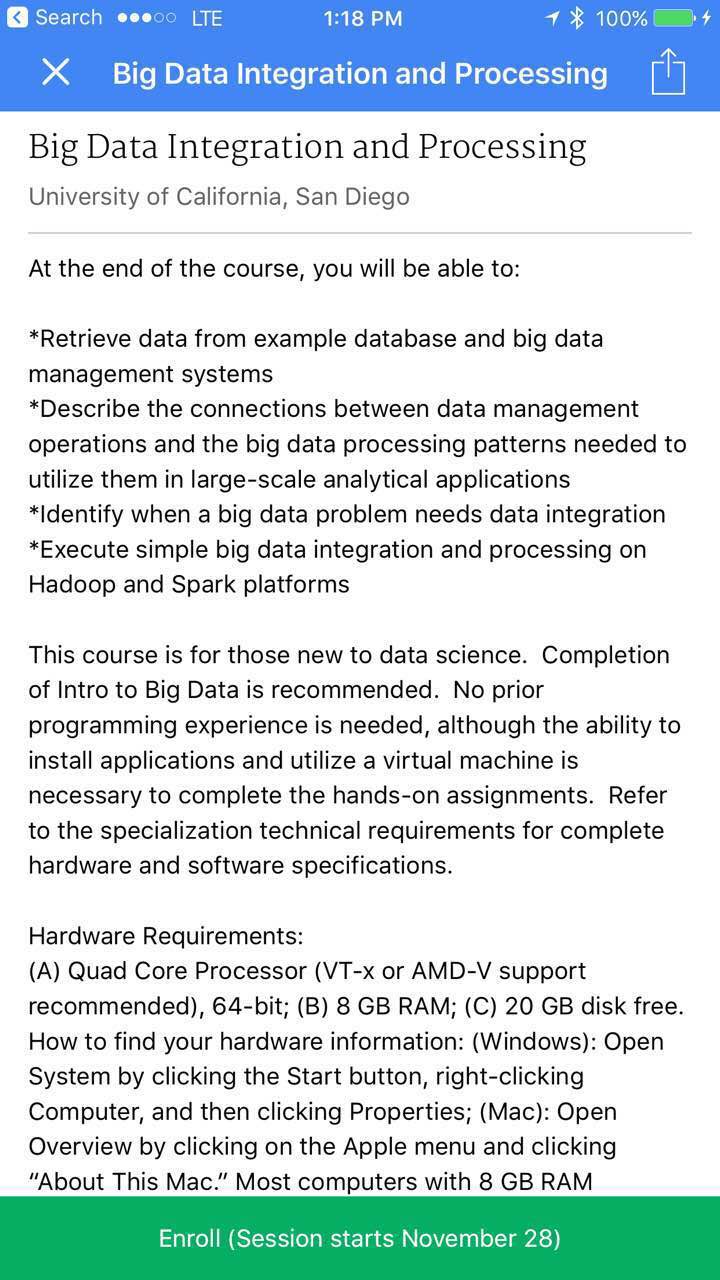 Search LTE 1:18 PM 100%
Big Data Integration and Processing
Big Data Integration and Processing
University of California, San Diego
At the end of the course, you will be able to:
*Retrieve data from example database and big data
management systems
*Describe the connections between data management
operations and the big data processing patterns needed to
utilize them in large-scale analytical applications
*Identify when a big data problem needs data integration
*Execute simple big data integration and processing on
Hadoop and Spark platforms
This course is for those new to data science.  Completion
of Intro to Big Data is recommended.  No prior
programming experience is needed, although the ability to
install applications and utilize a virtual machine is
necessary to complete the hands-on assignments.  Refer
to the specialization technical requirements for complete
hardware and software specifications.
Hardware Requirements:
(A) Quad Core Processor (VT-x or AMD-V support
recommended), 64-bit; (B) 8 GB RAM; (C) 20 GB disk free.
How to find your hardware information: (Windows): Open
System by clicking the Start button, right-clicking
Computer, and then clicking Properties; (Mac): Open
Overview by clicking on the Apple menu and clicking
“About This Mac.” Most computers with 8 GB RAM
Enroll (Session starts November 28)